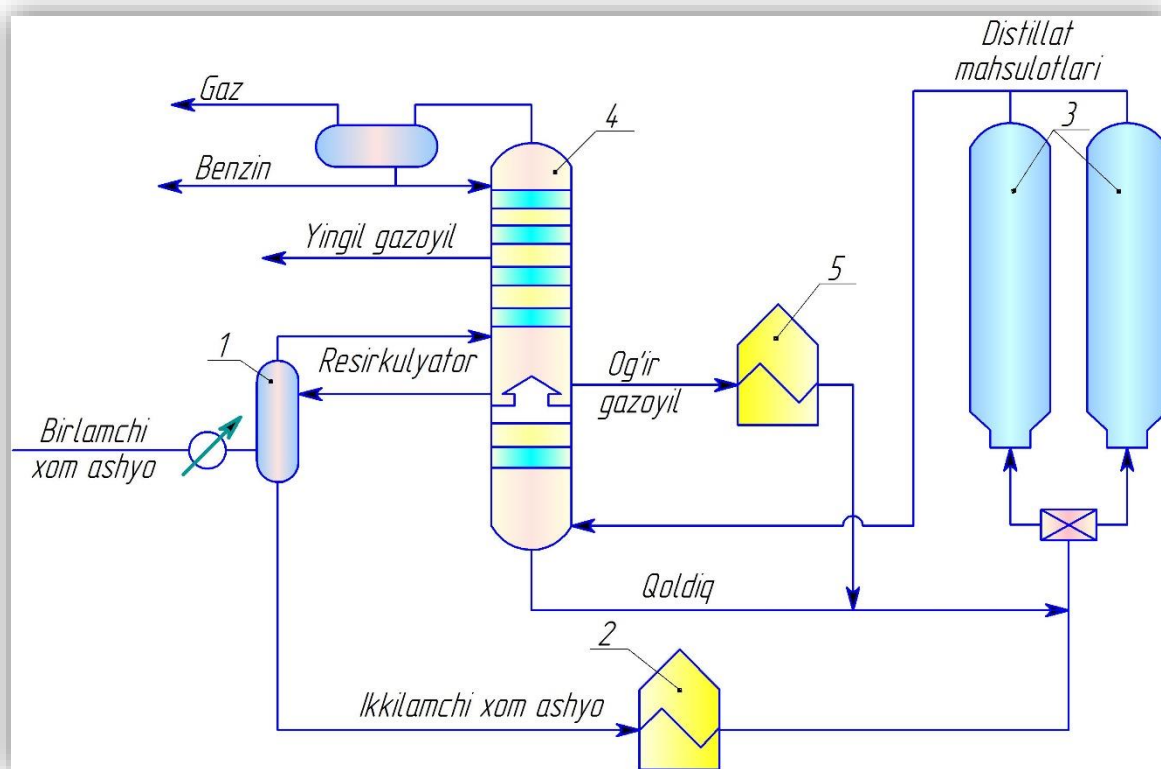 Distillat
mahsulotlari
Gaz
4
3
Benzin
Yingil gazoyil
5
1
Resirkulyator
Og'ir
gazoyil
Birlamchi
xom ashyo
Qoldiq
2
Ikkilamchi xom ashyo